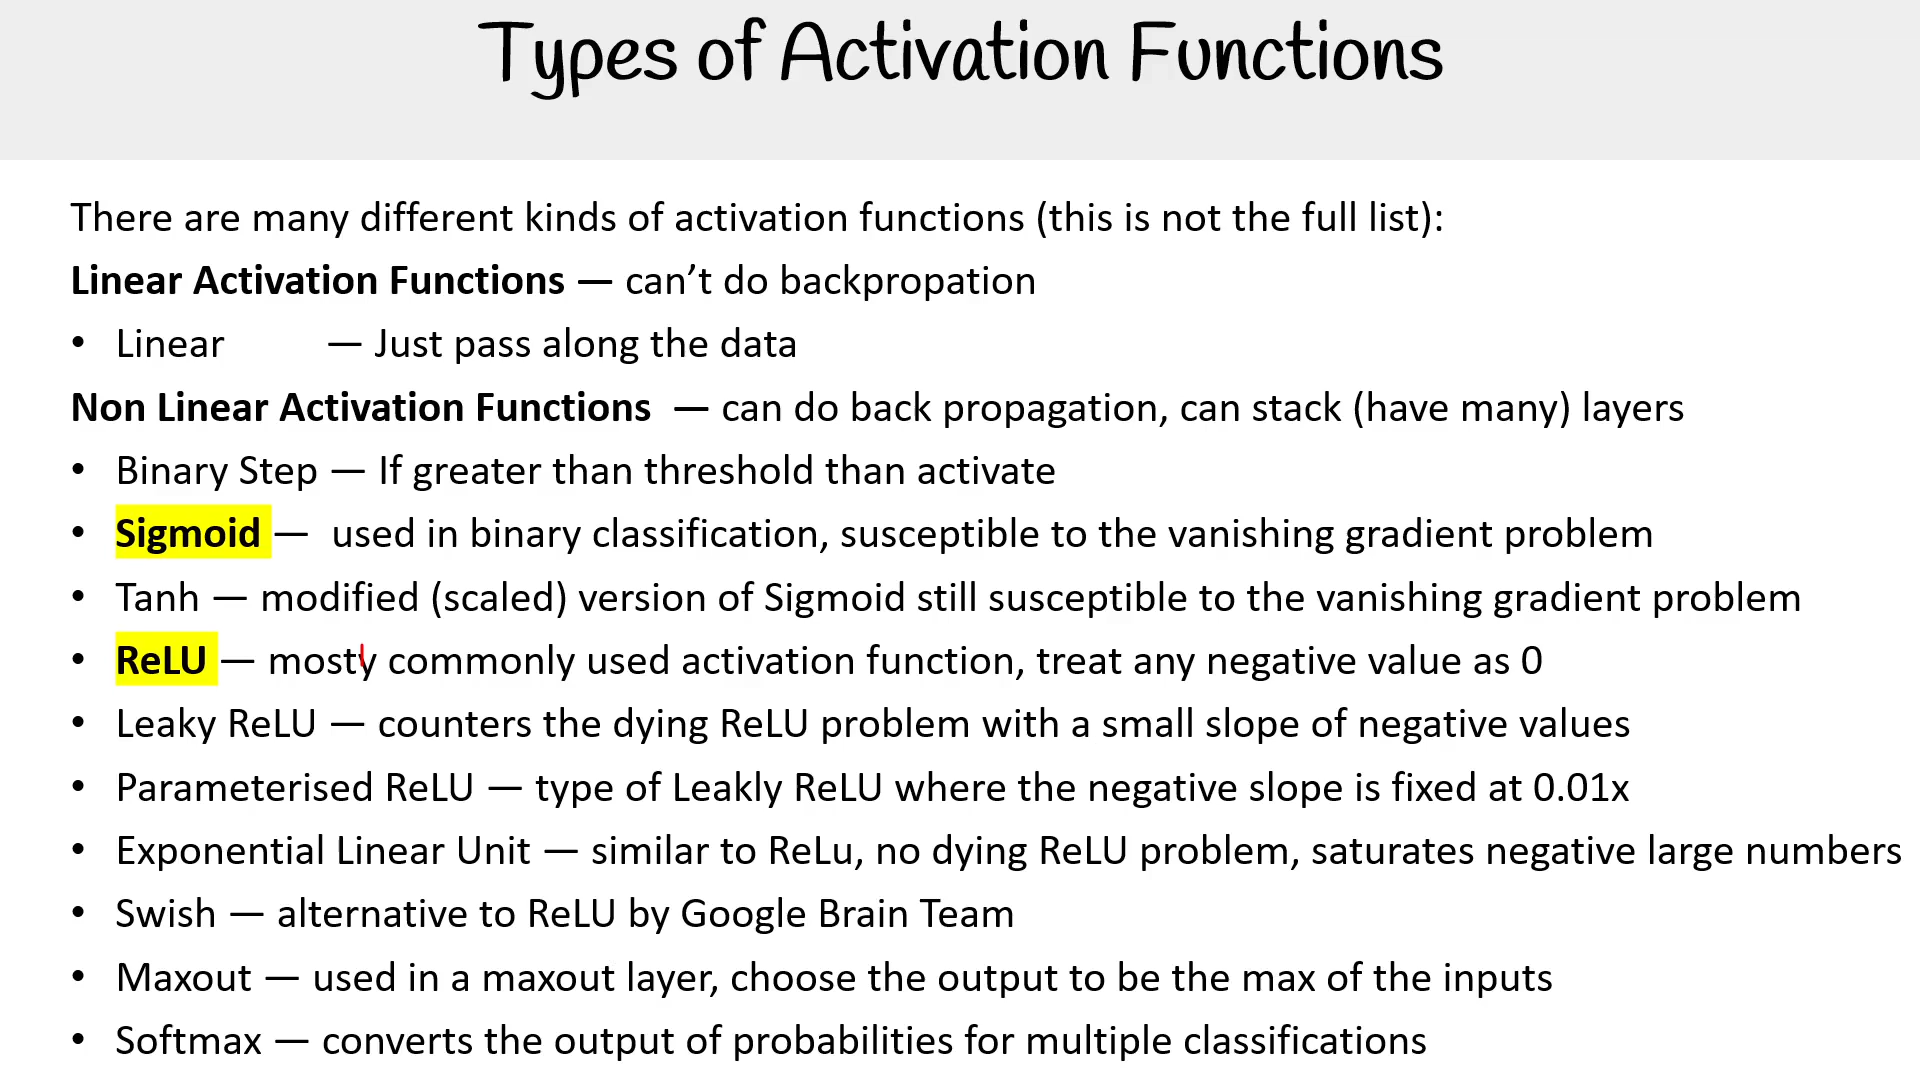 Types of Activation Functions
There are many different kinds of activation functions (this is not the full list):
Linear Activation Functions — can’t do backpropation
• Linear — Just pass along the data
Non Linear Activation Functions — can do back propagation, can stack (have many) layers
• Binary Step — If greater than threshold than activate
• Sigmoid — used in binary classification, susceptible to the vanishing gradient problem
• Tanh — modified (scaled) version of Sigmoid still susceptible to the vanishing gradient problem
• ReLU — mosty commonly used activation function, treat any negative value as 0
• Leaky ReLU — counters the dying ReLU problem with a small slope of negative values
• Parameterised ReLU — type of Leakly ReLU where the negative slope is fixed at 0.01x
• Exponential Linear Unit — similar to ReLu, no dying ReLU problem, saturates negative large numbers
• Swish — alternative to ReLU by Google Brain Team
• Maxout — used in a maxout layer, choose the output to be the max of the inputs
• Softmax — converts the output of probabilities for multiple classifications